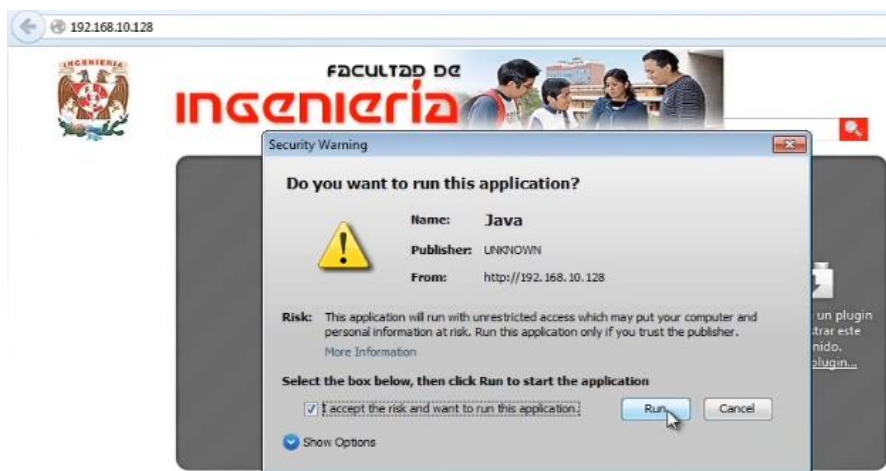 192.168.10.128
INGENIERIA
FACULTAD DE
INGENIERÍA
Security Warning
Do you want to run this application?
Name: Java
Publisher: UNKNOWN
From: http://192.168.10.128
Risk: This application will run with unrestricted access which may put your computer and
personal information at risk. Run this application only if you trust the publisher.
More Information
Select the box below, then click Run to start the application
I accept the risk and want to run this application.
Run
Cancel
Show Options
un plugin
strar este
nido.
plugin...